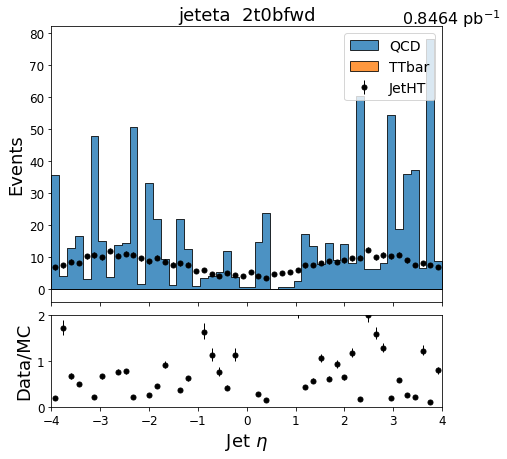 jeteta 2t0bfwd
0.8464 pb⁻¹
QCD
TTbar
JetHT
Events
80
70
60
50
40
30
20
10
0
Data/MC
2
1
0
−4 −3 −2 −1 0 1 2 3 4
Jet η